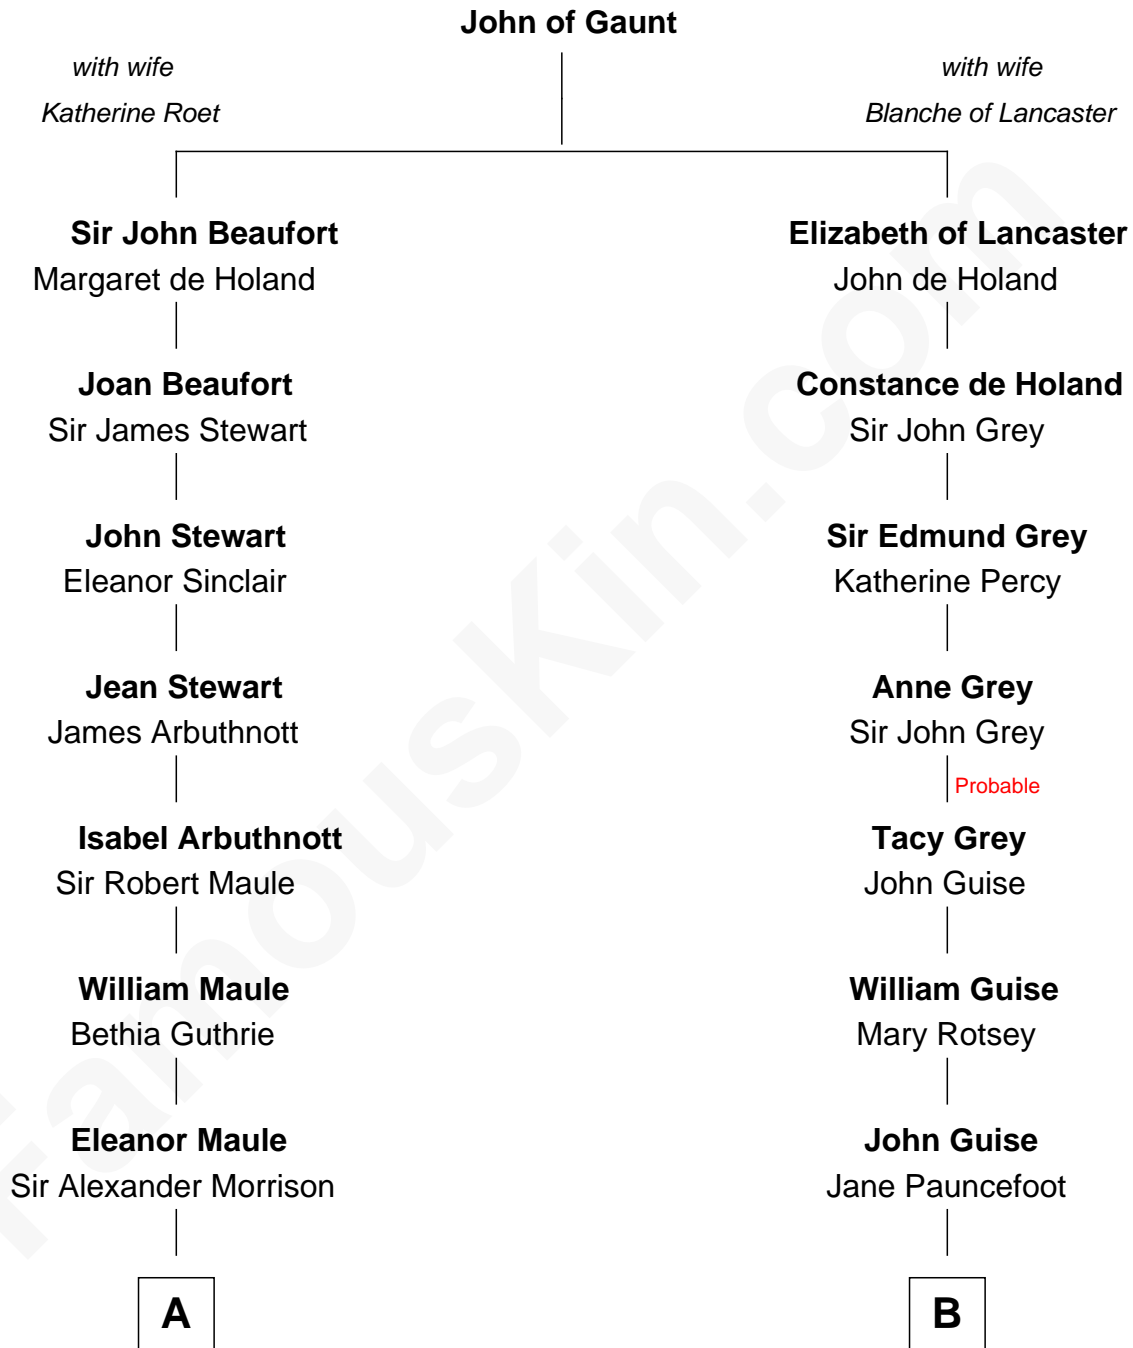 John of Gaunt
with wife
Katherine Roet
with wife
Blanche of Lancaster
Sir John Beaufort
Margaret de Holand
Elizabeth of Lancaster
John de Holand
Joan Beaufort
Sir James Stewart
Constance de Holand
Sir John Grey
John Stewart
Eleanor Sinclair
Sir Edmund Grey
Katherine Percy
Jean Stewart
James Arbuthnott
Anne Grey
Sir John Grey
Probable
Isabel Arbuthnott
Sir Robert Maule
Tacy Grey
John Guise
William Maule
Bethia Guthrie
William Guise
Mary Rotsey
Eleanor Maule
Sir Alexander Morrison
John Guise
Jane Pauncefoot
A
B
FamousKin.com